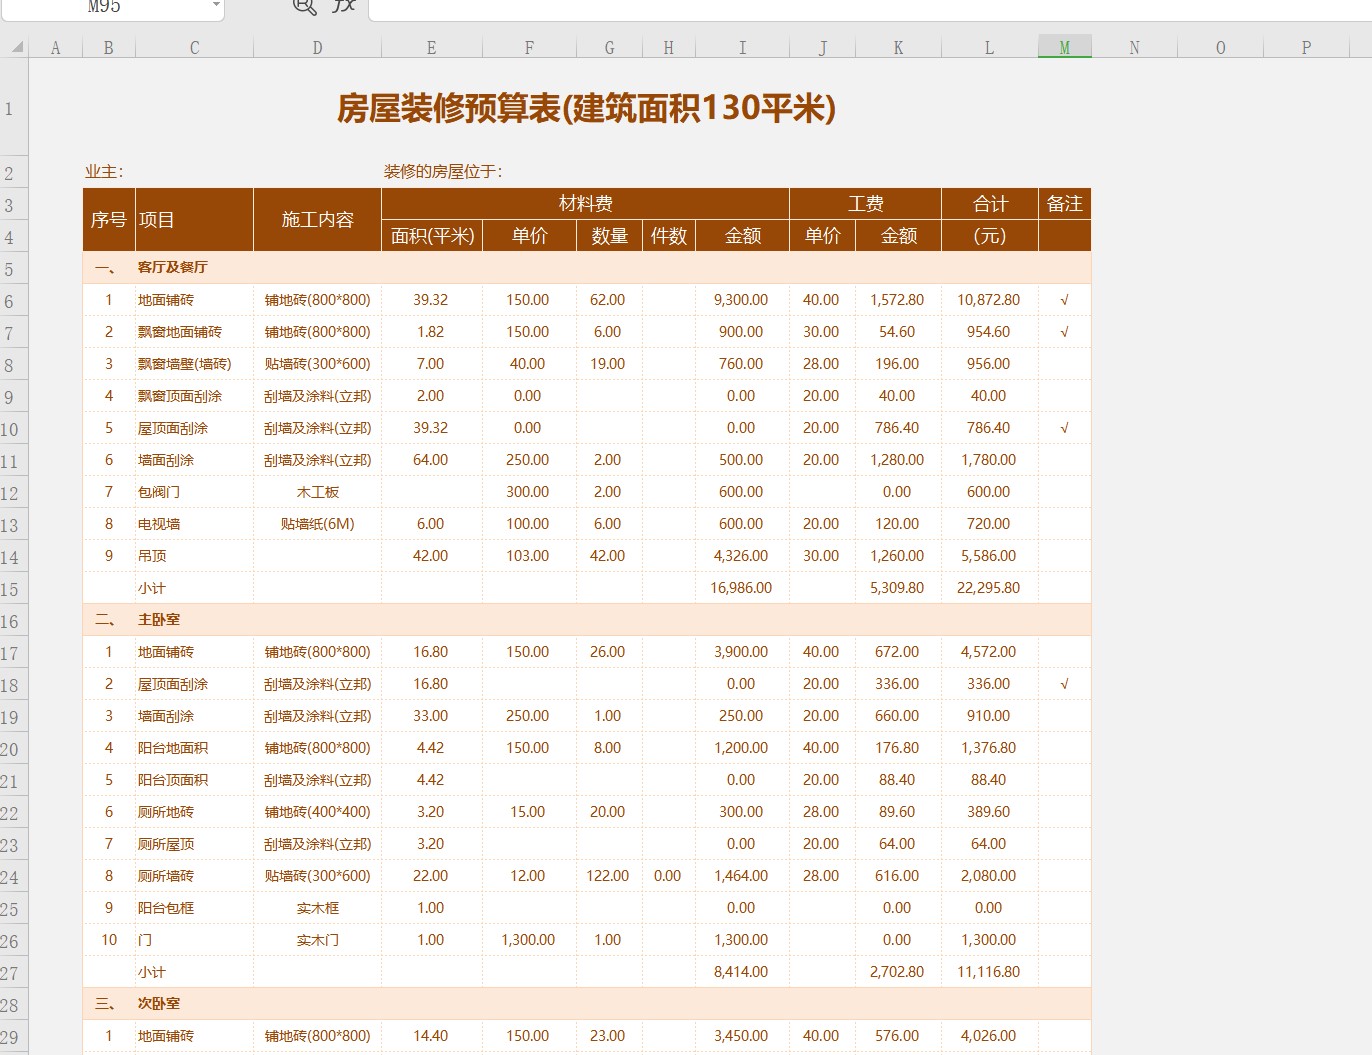 M95 fx
A B C D E F G H I J K L M N O P
1 房屋装修预算表(建筑面积130平米)
2 业主： 装修的房屋位于：
3 序号 项目 施工内容 材料费 工费 合计 备注
4 面积(平米) 单价 数量 件数 金额 单价 金额 (元)
5 一、 客厅及餐厅
6 1 地面铺砖 铺地砖(800*800) 39.32 150.00 62.00 9,300.00 40.00 1,572.80 10,872.80 √
7 2 飘窗地面铺砖 铺地砖(800*800) 1.82 150.00 6.00 900.00 30.00 54.60 954.60 √
8 3 飘窗墙壁(墙砖) 贴墙砖(300*600) 7.00 40.00 19.00 760.00 28.00 196.00 956.00
9 4 飘窗顶面刮涂 刮墙及涂料(立邦) 2.00 0.00 0.00 20.00 40.00 40.00
10 5 屋顶面刮涂 刮墙及涂料(立邦) 39.32 0.00 0.00 20.00 786.40 786.40 √
11 6 墙面刮涂 刮墙及涂料(立邦) 64.00 250.00 2.00 500.00 20.00 1,280.00 1,780.00
12 7 包阀门 木工板 300.00 2.00 600.00 0.00 600.00
13 8 电视墙 贴墙纸(6M) 6.00 100.00 6.00 600.00 20.00 120.00 720.00
14 9 吊顶 42.00 103.00 42.00 4,326.00 30.00 1,260.00 5,586.00
15 小计 16,986.00 5,309.80 22,295.80
16 二、 主卧室
17 1 地面铺砖 铺地砖(800*800) 16.80 150.00 26.00 3,900.00 40.00 672.00 4,572.00
18 2 屋顶面刮涂 刮墙及涂料(立邦) 16.80 0.00 20.00 336.00 336.00 √
19 3 墙面刮涂 刮墙及涂料(立邦) 33.00 250.00 1.00 250.00 20.00 660.00 910.00
20 4 阳台地面积 铺地砖(800*800) 4.42 150.00 8.00 1,200.00 40.00 176.80 1,376.80
21 5 阳台顶面积 刮墙及涂料(立邦) 4.42 0.00 20.00 88.40 88.40
22 6 厕所地砖 铺地砖(400*400) 3.20 15.00 20.00 300.00 28.00 89.60 389.60
23 7 厕所屋顶 刮墙及涂料(立邦) 3.20 0.00 20.00 64.00 64.00
24 8 厕所墙砖 贴墙砖(300*600) 22.00 12.00 122.00 0.00 1,464.00 28.00 616.00 2,080.00
25 9 阳台包框 实木框 1.00 0.00 0.00 0.00
26 10 门 实木门 1.00 1,300.00 1.00 1,300.00 0.00 1,300.00
27 小计 8,414.00 2,702.80 11,116.80
28 三、 次卧室
29 1 地面铺砖 铺地砖(800*800) 14.40 150.00 23.00 3,450.00 40.00 576.00 4,026.00